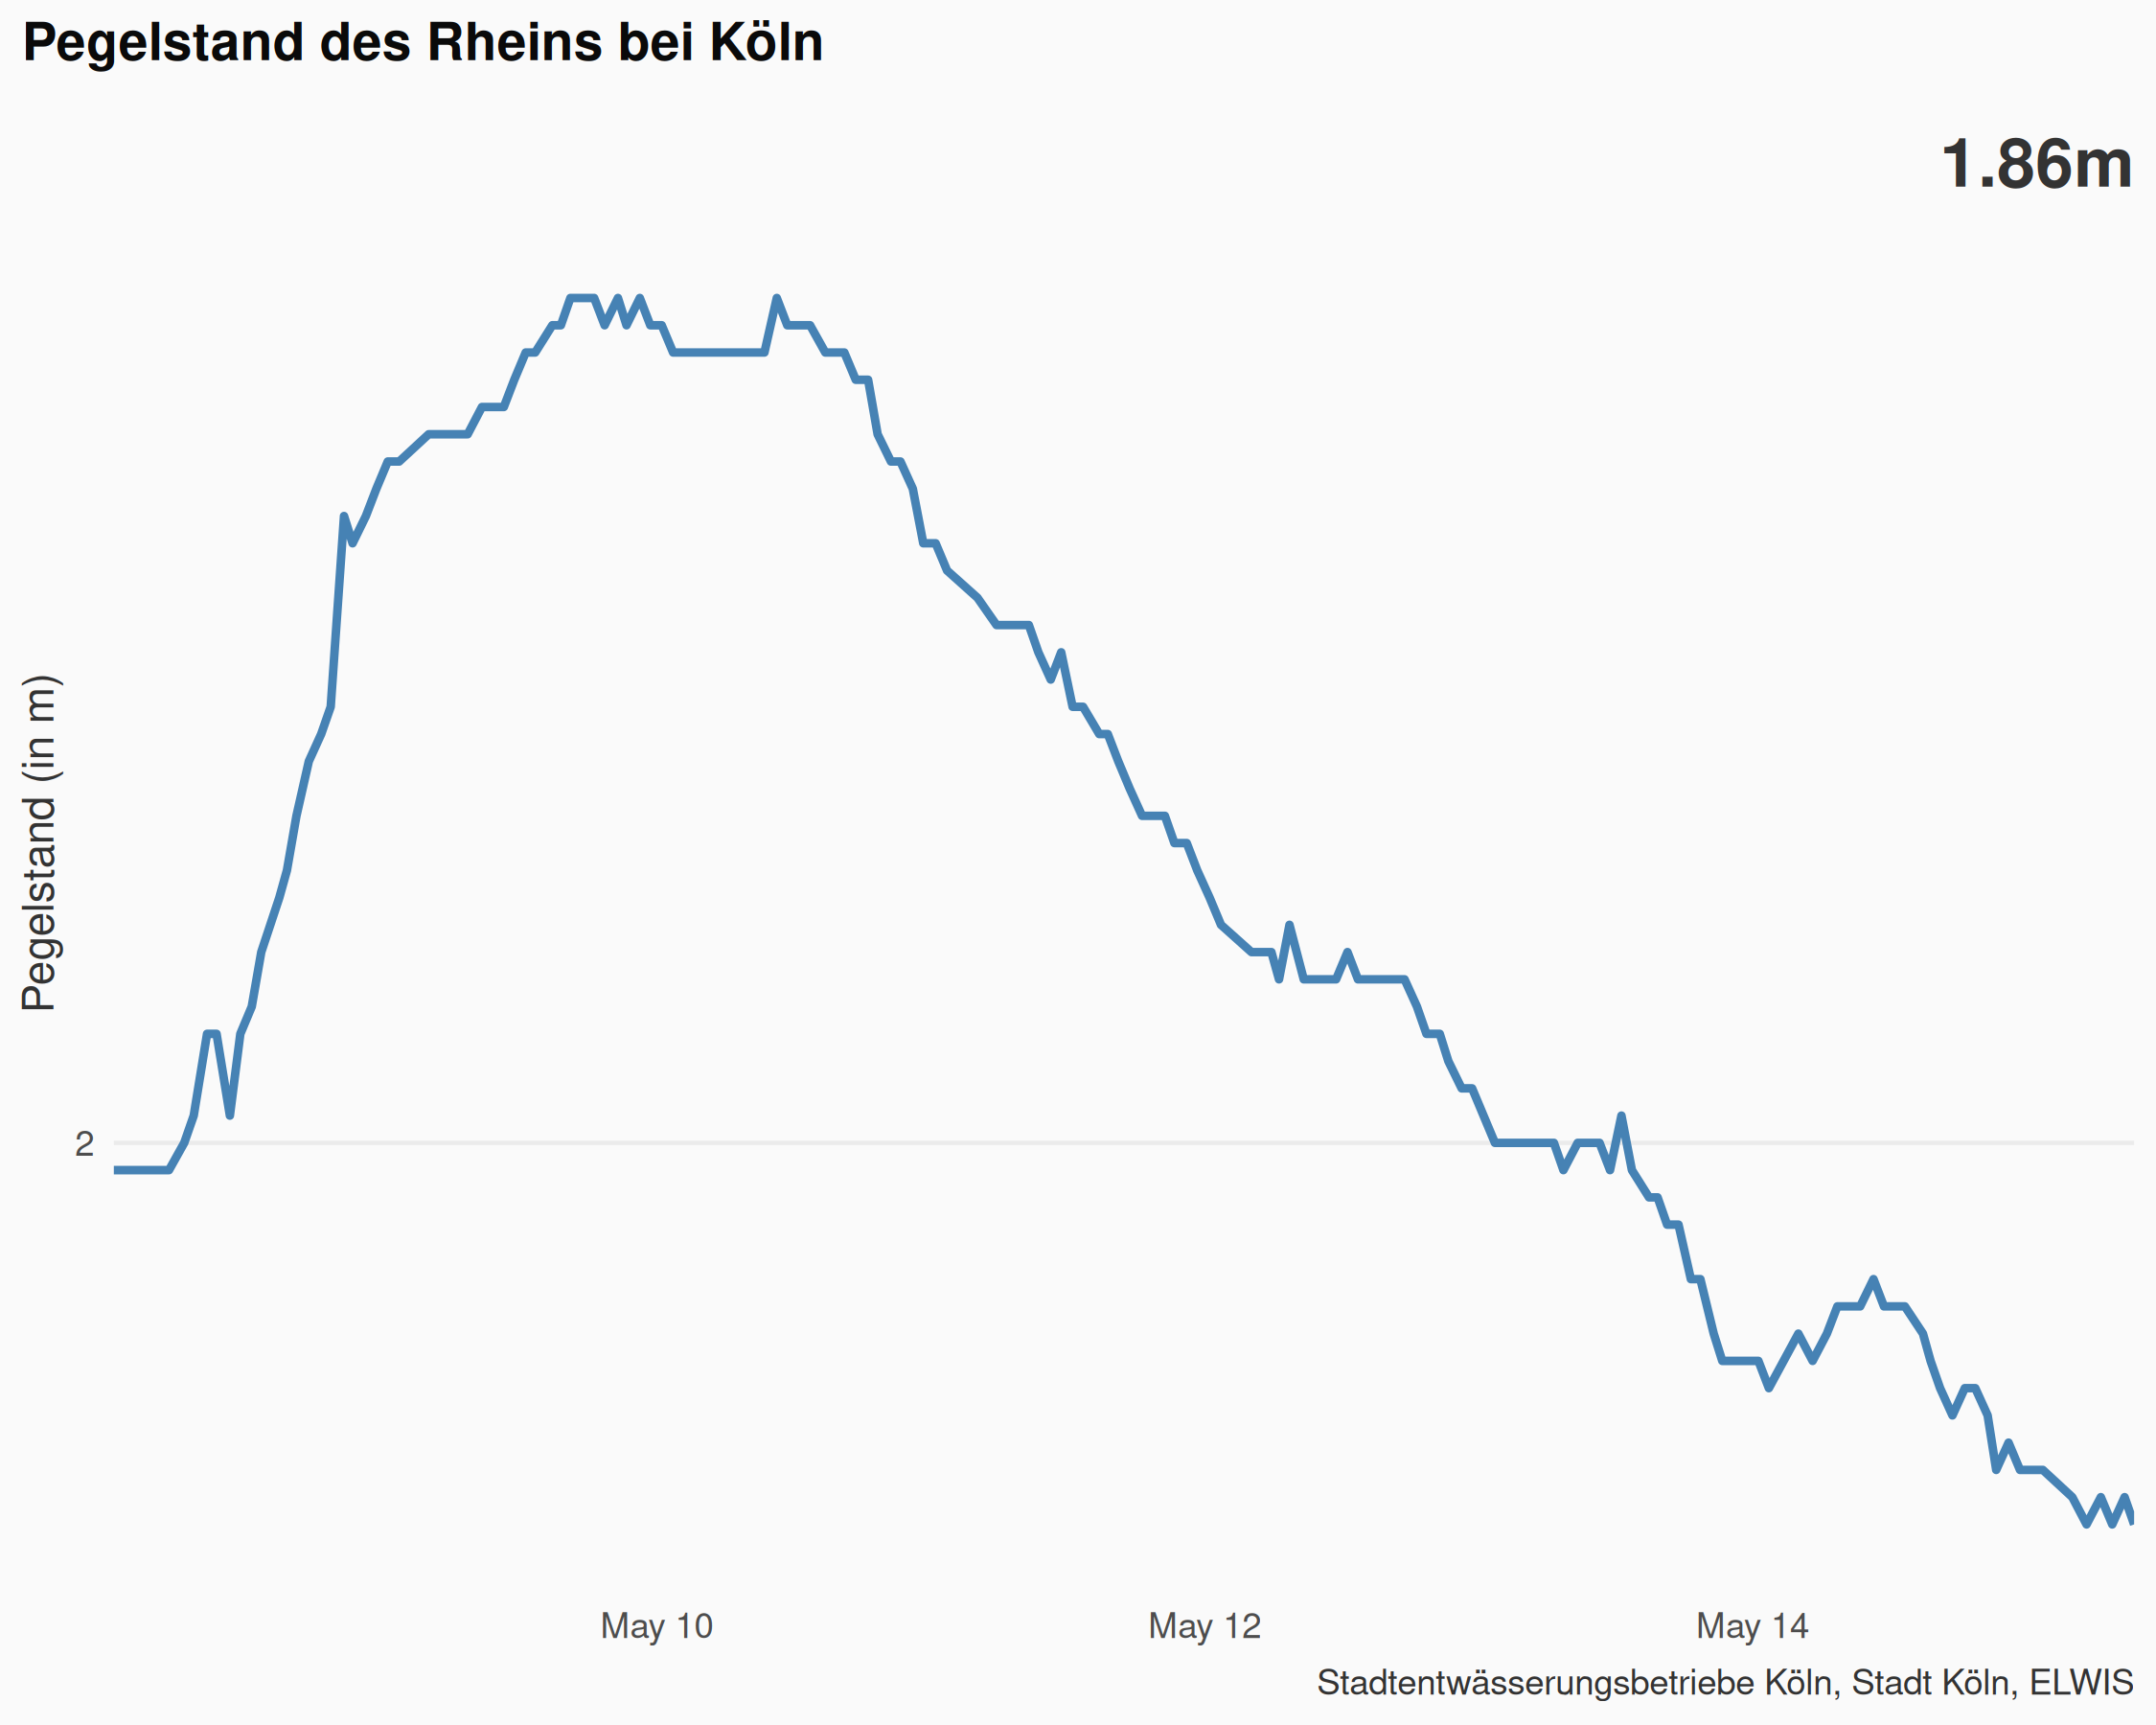 Pegelstand des Rheins bei Köln
1.86m
Pegelstand (in m)
2
May 10
May 12
May 14
Stadtentwässerungsbetriebe Köln, Stadt Köln, ELWIS